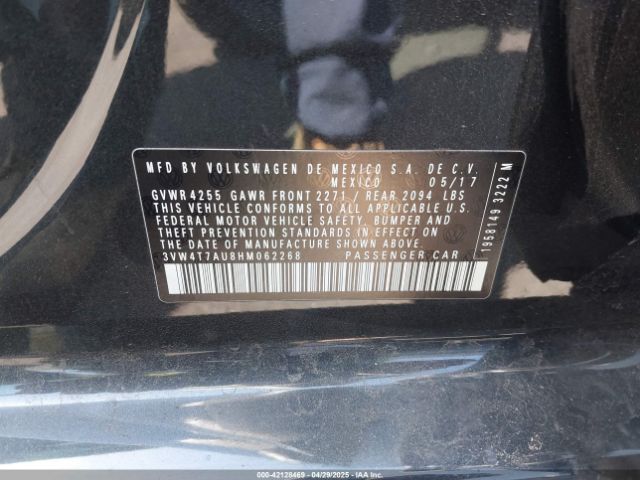 MFD BY VOLKSWAGEN DE MEXICO S.A. DE C.V.
MEXICO 05/17
GVWR 4255 GAWR FRONT 2271 / REAR 2094 LBS
THIS VEHICLE CONFORMS TO ALL APPLICABLE U.S.
FEDERAL MOTOR VEHICLE SAFETY, BUMPER AND
THEFT PREVENTION STANDARDS IN EFFECT ON THE
DATE OF MANUFACTURE SHOWN ABOVE.
3VW4T7AU8HM062268 PASSENGER CAR
1958149 3222 M
000-42128469 04/29/2025 IAAI.COM